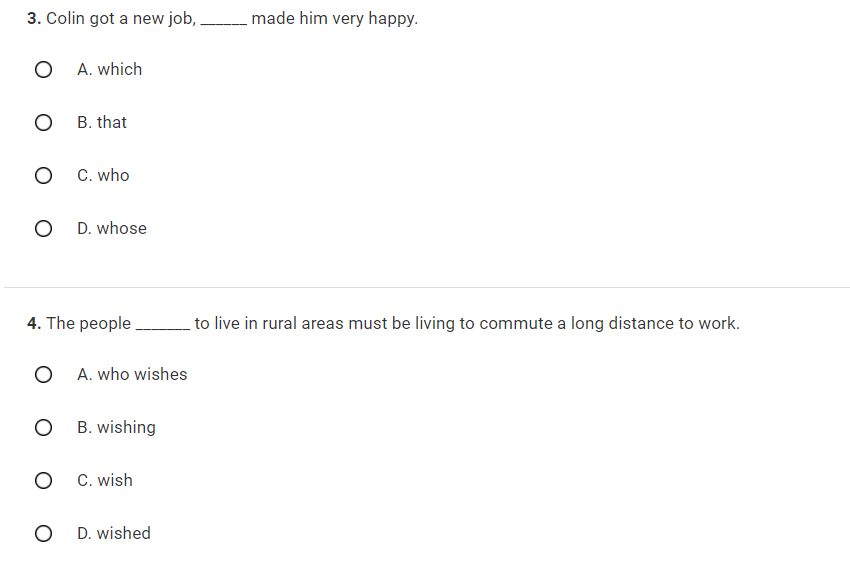 3. Colin got a new job, ______ made him very happy.
A. which
B. that
C. who
D. whose
4. The people _______ to live in rural areas must be living to commute a long distance to work.
A. who wishes
B. wishing
C. wish
D. wished